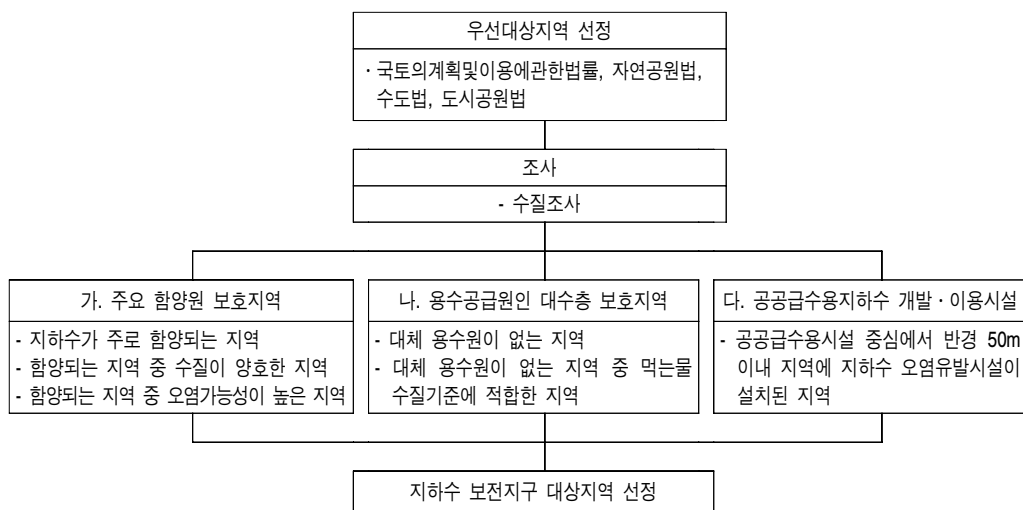 우선대상지역 선정
· 국토의계획및이용에관한법률, 자연공원법,
수도법, 도시공원법
조사
- 수질조사
가. 주요 함양원 보호지역
- 지하수가 주로 함양되는 지역
- 함양되는 지역 중 수질이 양호한 지역
- 함양되는 지역 중 오염가능성이 높은 지역
나. 용수공급원인 대수층 보호지역
- 대체 용수원이 없는 지역
- 대체 용수원이 없는 지역 중 먹는물
수질기준에 적합한 지역
다. 공공급수용지하수 개발 · 이용시설
- 공공급수용시설 중심에서 반경 50m
이내 지역에 지하수 오염유발시설이
설치된 지역
지하수 보전지구 대상지역 선정